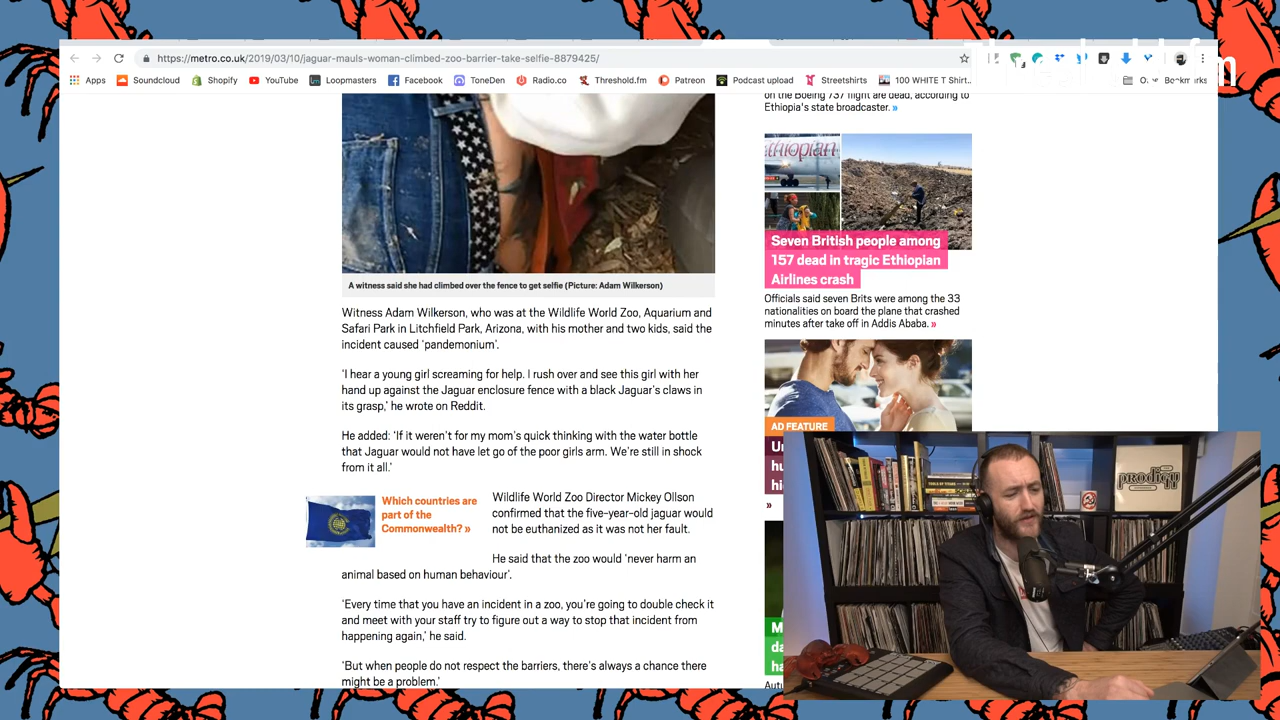 https://metro.co.uk/2019/03/10/jaguar-mauls-woman-climbed-zoo-barrier-take-selfie-8879425/
Apps Soundcloud Shopify YouTube Loopmasters Facebook ToneDen Radio.co Threshold.fm Patreon Podcast upload Streetshirts 100 WHITE T Shirt... Bookmarks
A witness said she had climbed over the fence to get selfie (Picture: Adam Wilkerson)
Witness Adam Wilkerson, who was at the Wildlife World Zoo, Aquarium and
Safari Park in Litchfield Park, Arizona, with his mother and two kids, said the
incident caused ‘pandemonium’.
‘I hear a young girl screaming for help. I rush over and see this girl with her
hand up against the Jaguar enclosure fence with a black Jaguar’s claws in
its grasp,’ he wrote on Reddit.
He added: ‘If it weren’t for my mom’s quick thinking with the water bottle
that Jaguar would not have let go of the poor girls arm. We’re still in shock
from it all.’
Which countries are
part of the
Commonwealth? »
Wildlife World Zoo Director Mickey Ollson
confirmed that the five-year-old jaguar would
not be euthanized as it was not her fault.
He said that the zoo would ‘never harm an
animal based on human behaviour’.
‘Every time that you have an incident in a zoo, you’re going to double check it
and meet with your staff try to figure out a way to stop that incident from
happening again,’ he said.
‘But when people do not respect the barriers, there’s always a chance there
might be a problem.’
on the Boeing 737 flight are dead, according to
Ethiopia's state broadcaster. »
Seven British people among
157 dead in tragic Ethiopian
Airlines crash
Officials said seven Brits were among the 33
nationalities on board the plane that crashed
minutes after take off in Addis Ababa. »
AD FEATURE
»
prodigy